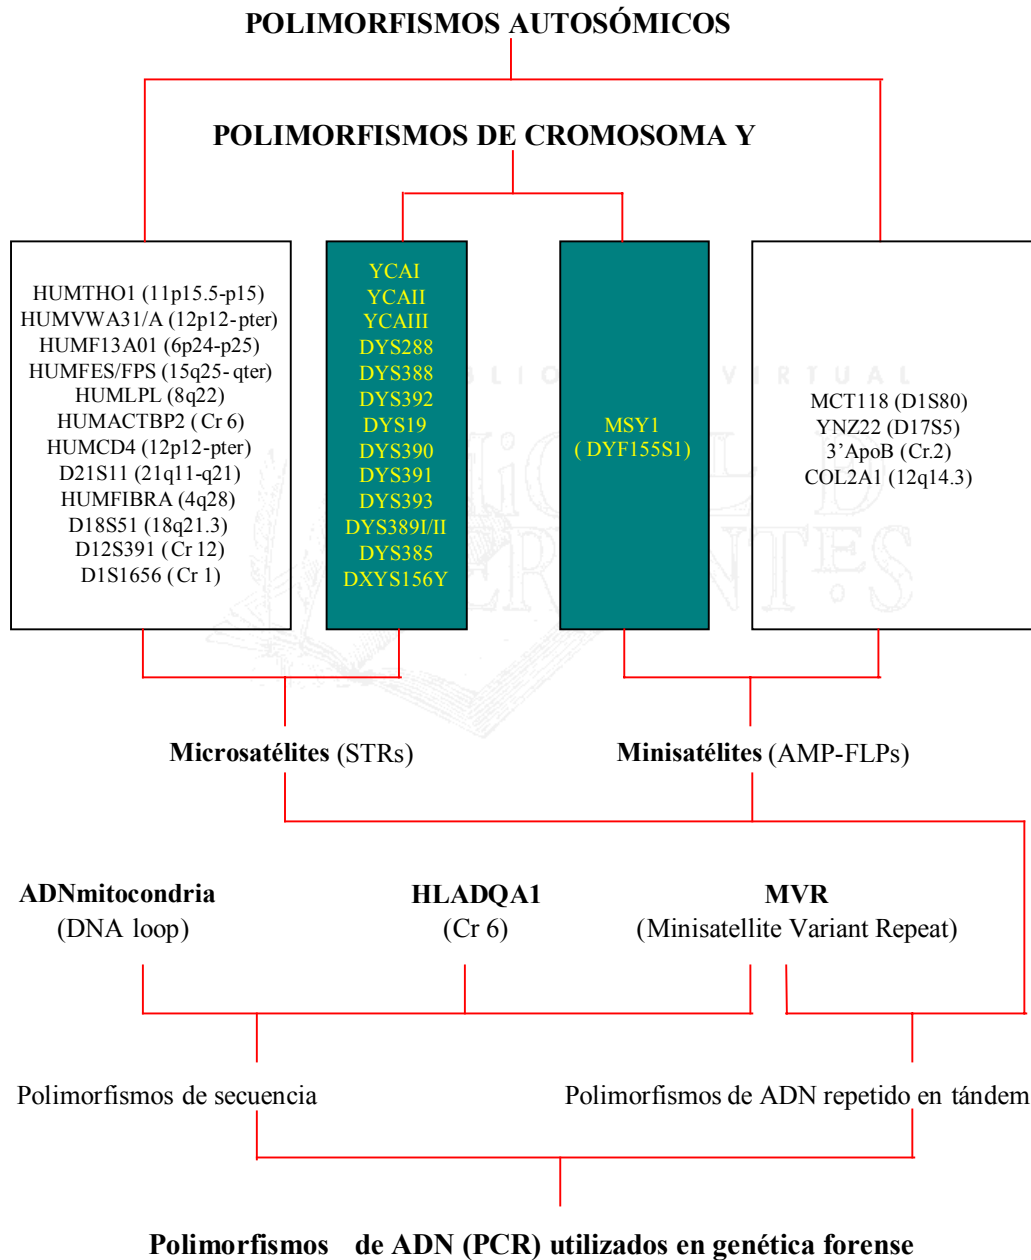 POLIMORFISMOS AUTOSÓMICOS
POLIMORFISMOS DE CROMOSOMA Y
HUMTHO1 (11p15.5-p15)
HUMVWA31/A (12p12-pter)
HUMF13A01 (6p24-p25)
HUMFES/FPS (15q25-qter)
HUMLPL (8q22)
HUMACTBP2 (Cr 6)
HUMCD4 (12p12-pter)
D21S11 (21q11-q21)
HUMFIBRA (4q28)
D18S51 (18q21.3)
D12S391 (Cr 12)
D1S1656 (Cr 1)
YCAI
YCAII
YCAIII
DYS288
DYS388
DYS392
DYS19
DYS390
DYS391
DYS393
DYS389I/II
DYS385
DXYS156Y
MSY1
( DYF155S1)
MCT118 (D1S80)
YNZ22 (D17S5)
3’ApoB (Cr.2)
COL2A1 (12q14.3)
Microsatélites (STRs)
Minisatélites (AMP-FLPs)
ADNmitocondria
(DNA loop)
HLADQA1
(Cr 6)
MVR
(Minisatellite Variant Repeat)
Polimorfismos de secuencia
Polimorfismos de ADN repetido en tándem
Polimorfismos de ADN (PCR) utilizados en genética forense